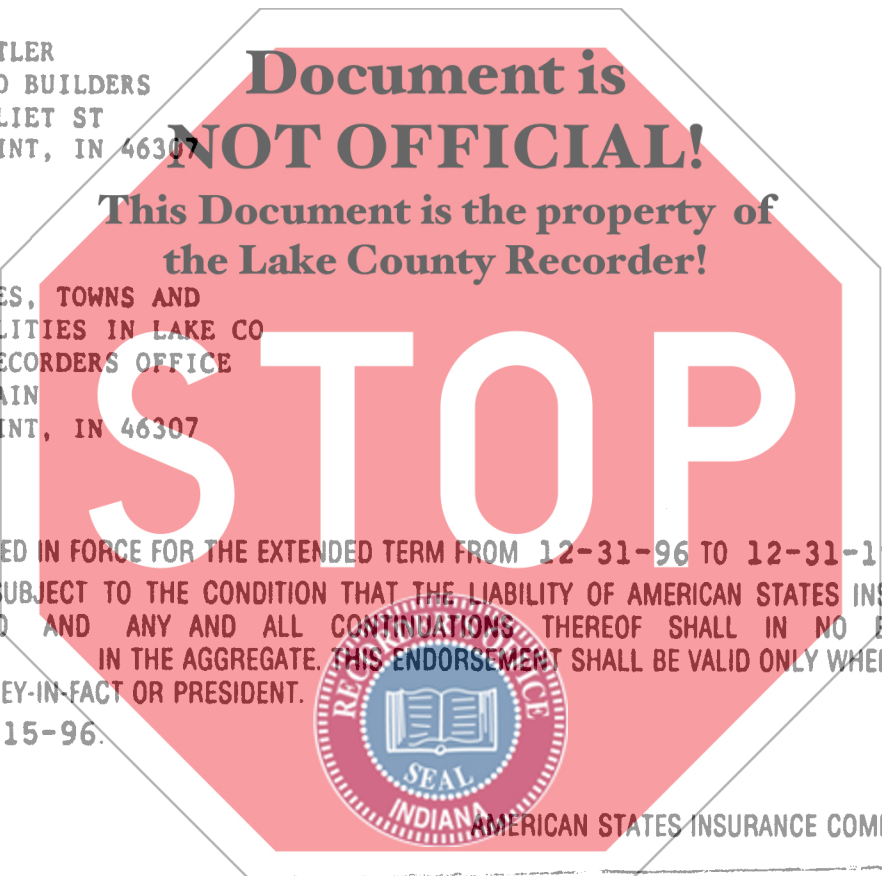 TLER
O BUILDERS
LIET ST
INT, IN 46307
Document is
NOT OFFICIAL!
This Document is the property of
the Lake County Recorder!
ES, TOWNS AND
LITIES IN LAKE CO
ECORDERS OFFICE
AIN
INT, IN 46307
STOP
ED IN FORCE FOR THE EXTENDED TERM FROM 12-31-96 TO 12-31-1
SUBJECT TO THE CONDITION THAT THE LIABILITY OF AMERICAN STATES INS
D AND ANY AND ALL CONTINUATIONS THEREOF SHALL IN NO E
IN THE AGGREGATE. THIS ENDORSEMENT SHALL BE VALID ONLY WHE
EY-IN-FACT OR PRESIDENT.
15-96.
RECORDER'S OFFICE
SEAL
INDIANA
AMERICAN STATES INSURANCE COM